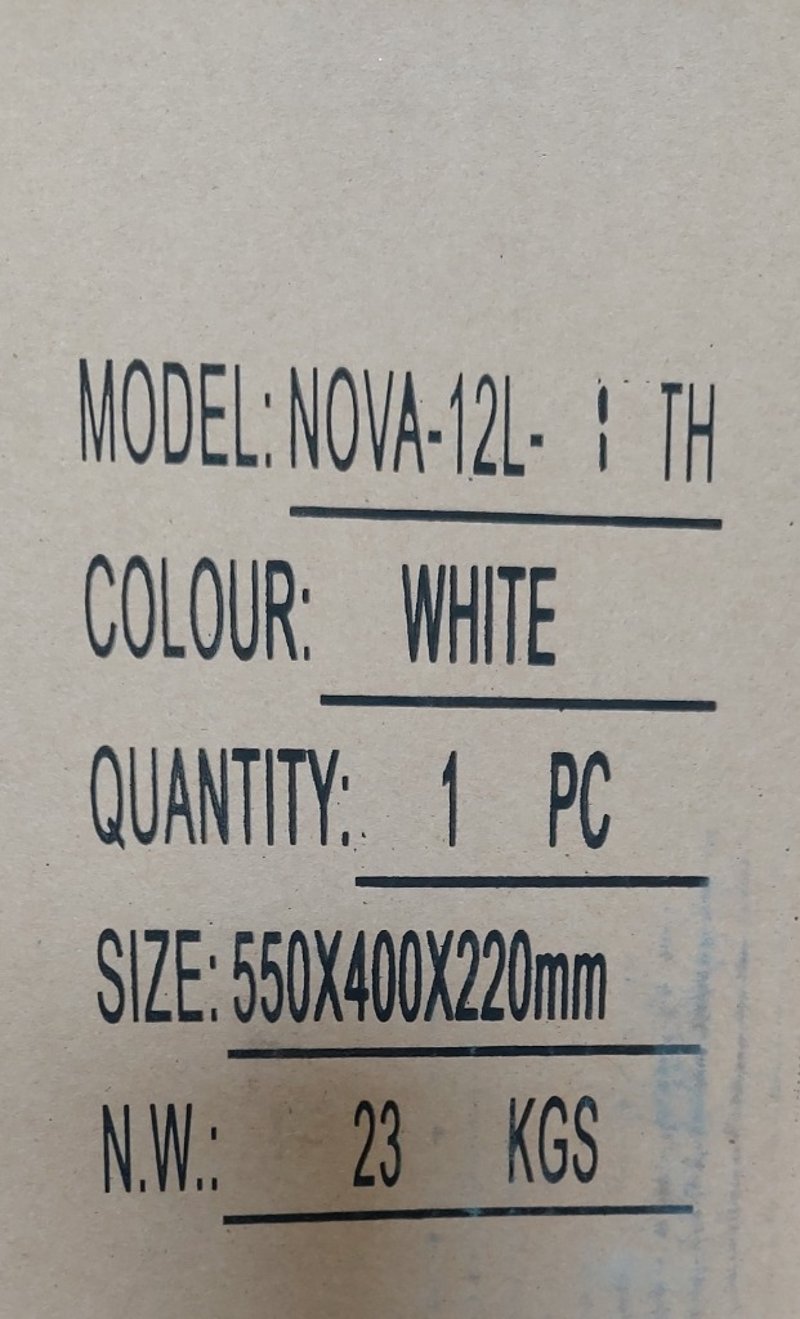 MODEL: NOVA-12L- TH
COLOUR: WHITE
QUANTITY: 1 PC
SIZE: 550X400X220mm
N.W.: 23 KGS